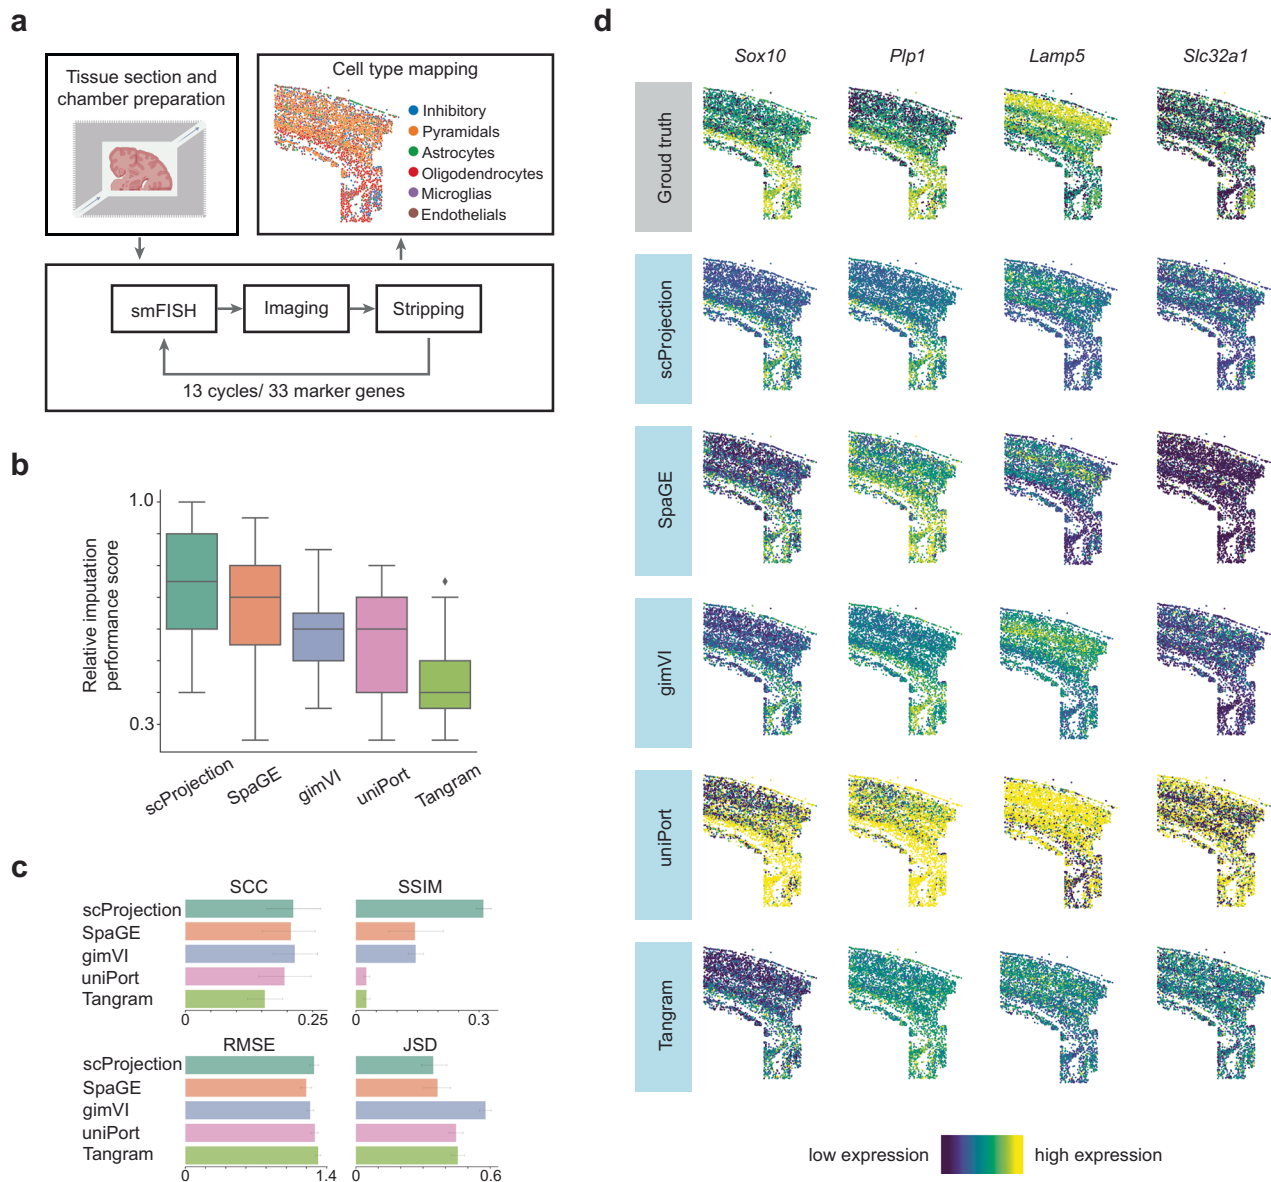 a
Tissue section and
chamber preparation
Cell type mapping
Inhibitory
Pyramidals
Astrocytes
Oligodendrocytes
Microglias
Endothelials
smFISH
Imaging
Stripping
13 cycles/ 33 marker genes
b
Relative imputation
performance score
1.0
0.3
scProjection
SpaGE
gimVI
uniPort
Tangram
c
SCC
SSIM
scProjection
SpaGE
gimVI
uniPort
Tangram
0
0.25
0
0.3
RMSE
JSD
scProjection
SpaGE
gimVI
uniPort
Tangram
0
1.4
0
0.6
d
Sox10
Plp1
Lamp5
Slc32a1
Groud truth
scProjection
SpaGE
gimVI
uniPort
Tangram
low expression
high expression